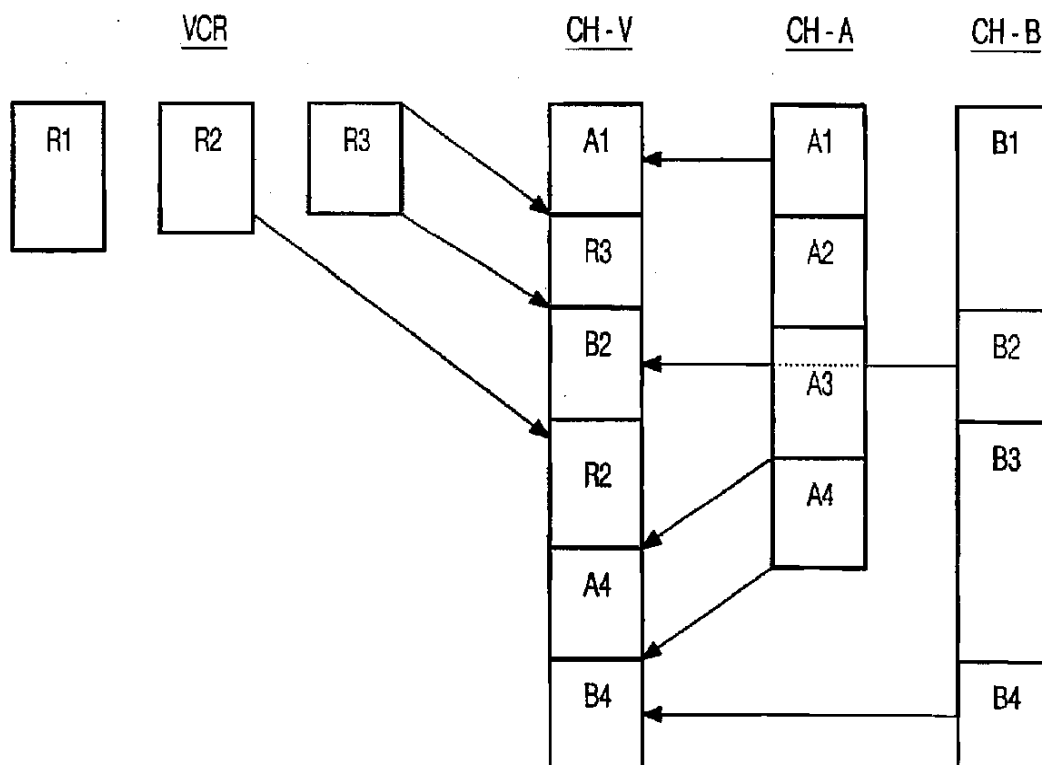 VCR CH-V CH-A CH-B
R1 R2 R3 A1 A1 B1
R3 A2
B2 A3 B2
R2 A4 B3
A4
B4 B4